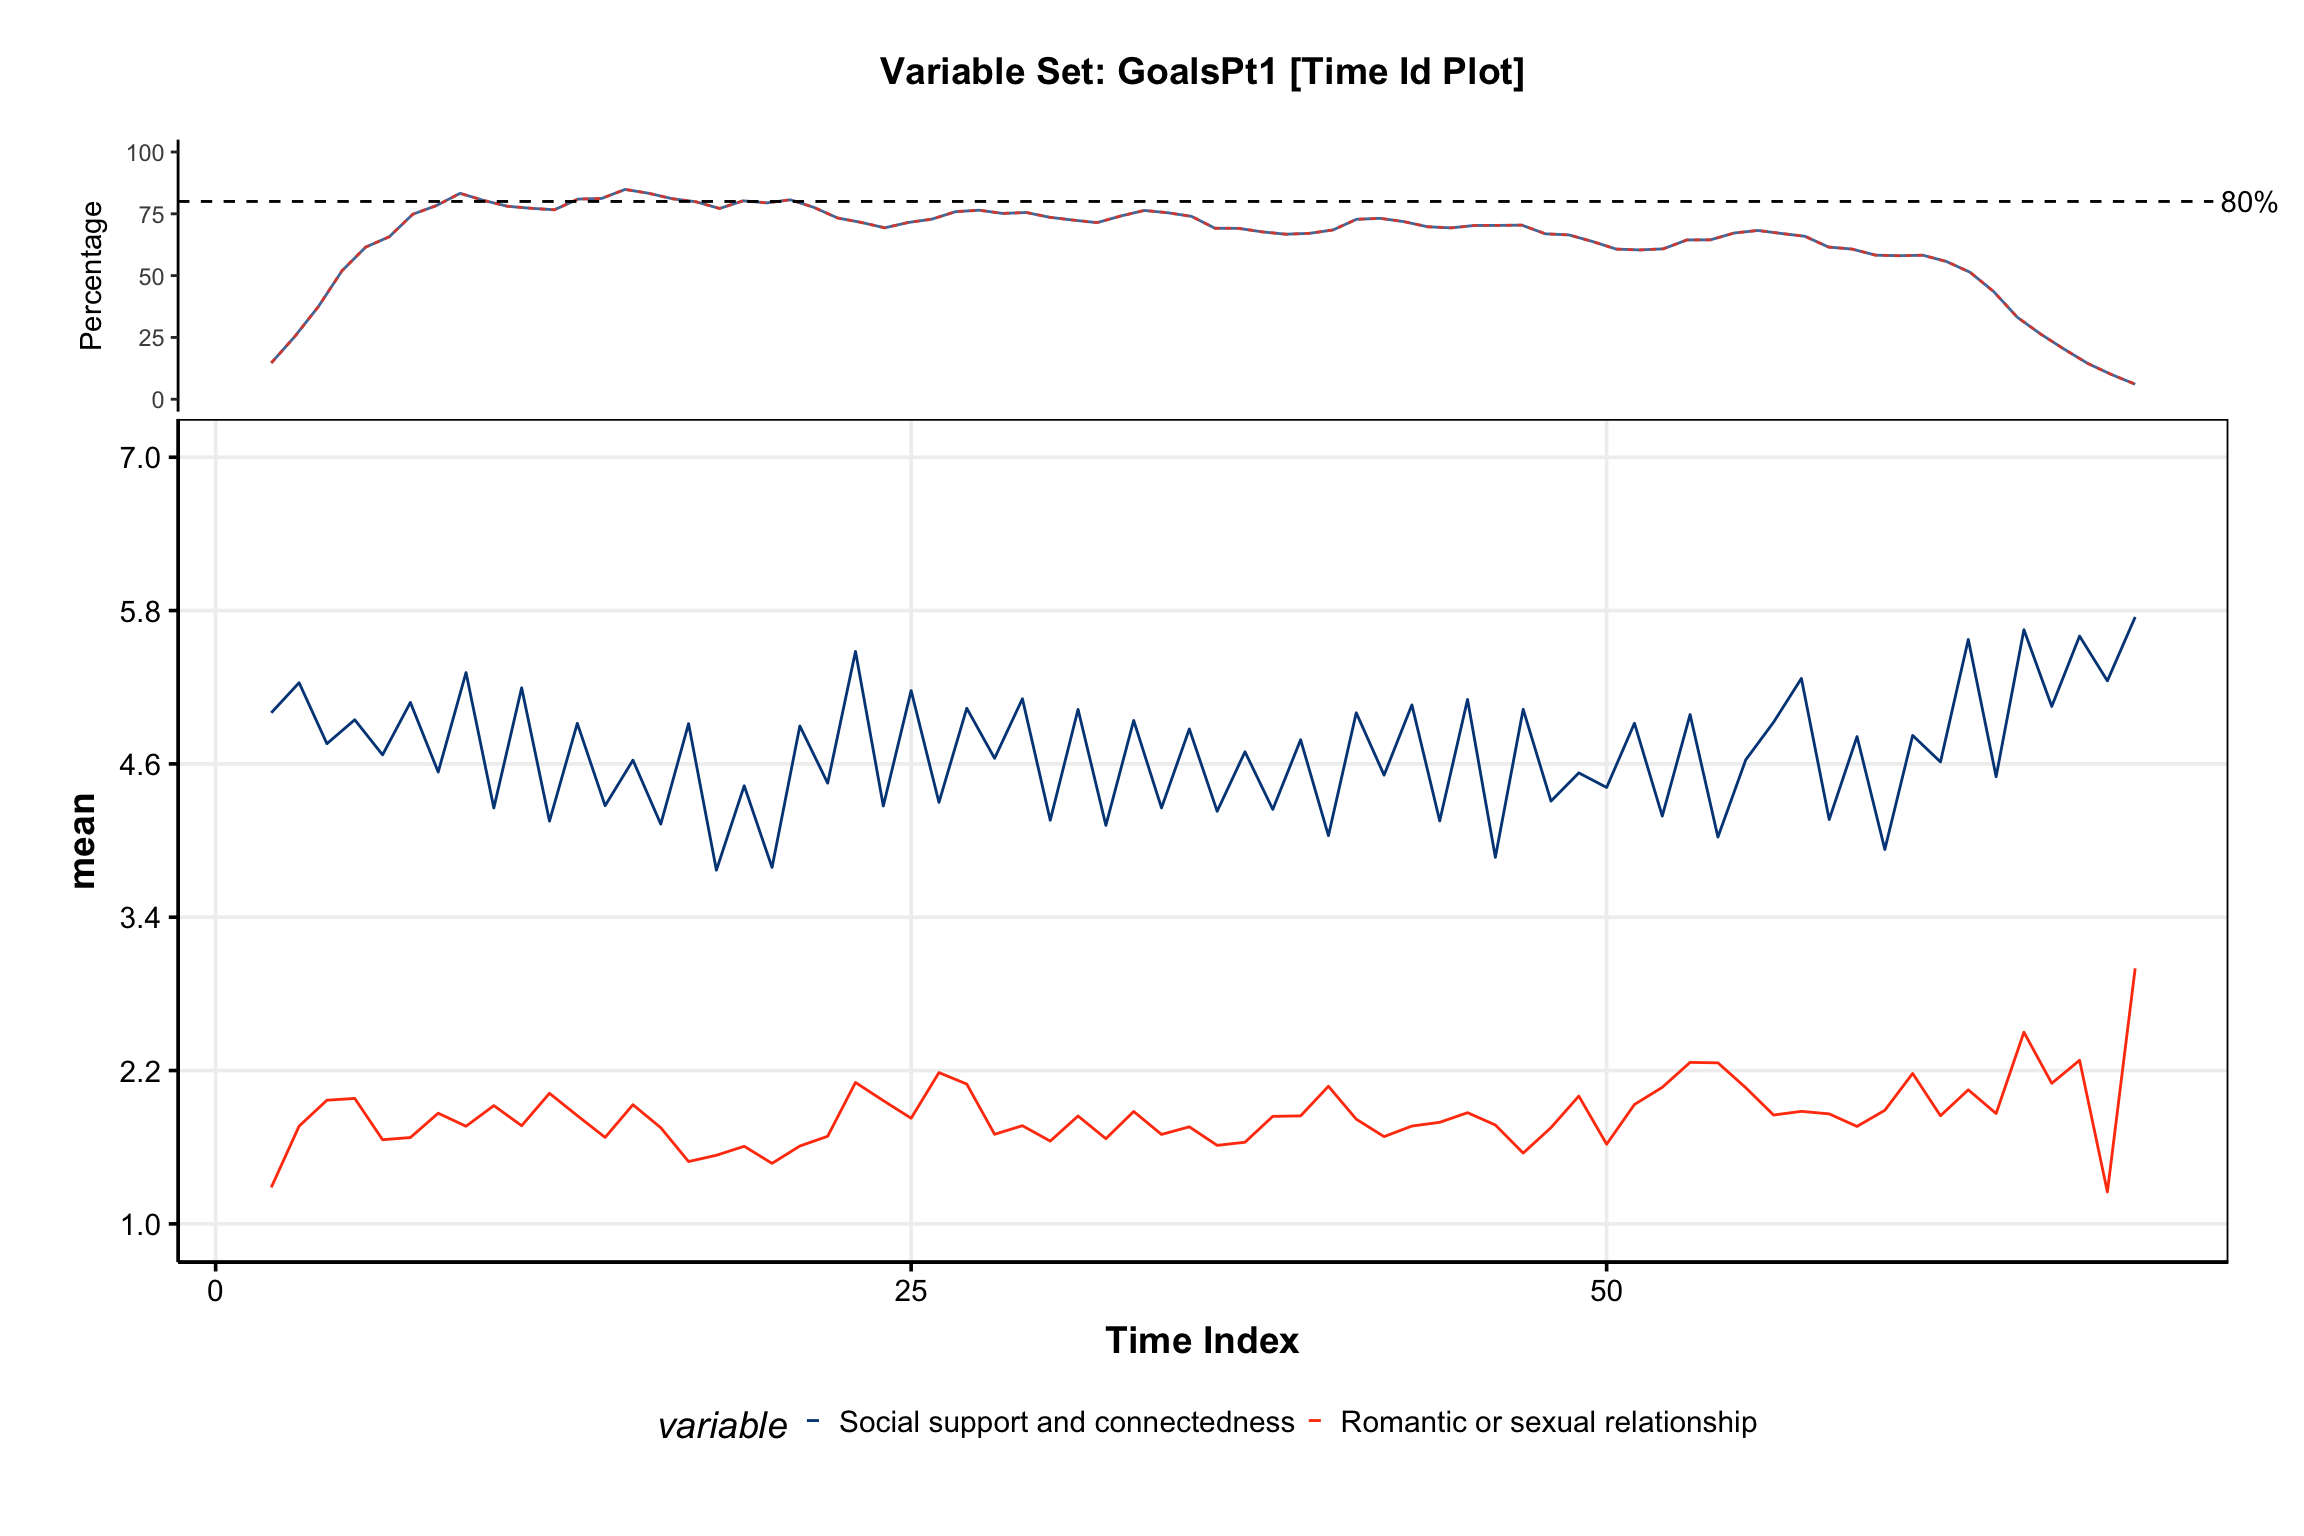 Variable Set: GoalsPt1 [Time Id Plot]
100
75
50
25
0
Percentage
80%
7.0
5.8
4.6
3.4
2.2
1.0
mean
0 25 50
Time Index
variable Social support and connectedness Romantic or sexual relationship